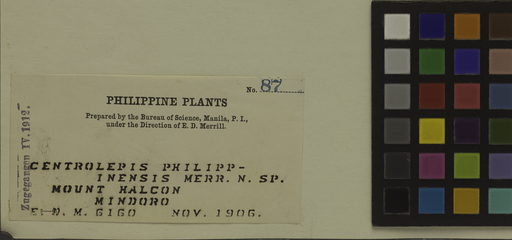 No. 87
PHILIPPINE PLANTS
Prepared by the Bureau of Science, Manila, P. I.,
under the Direction of E. D. Merrill.
CENTROLEPIS PHILIPP-
INENSIS MERR. N. SP.
MOUNT HALCON
MINDORO
E. D. M. GIGO NOV. 1906.
Zugegangen IV. 1912.